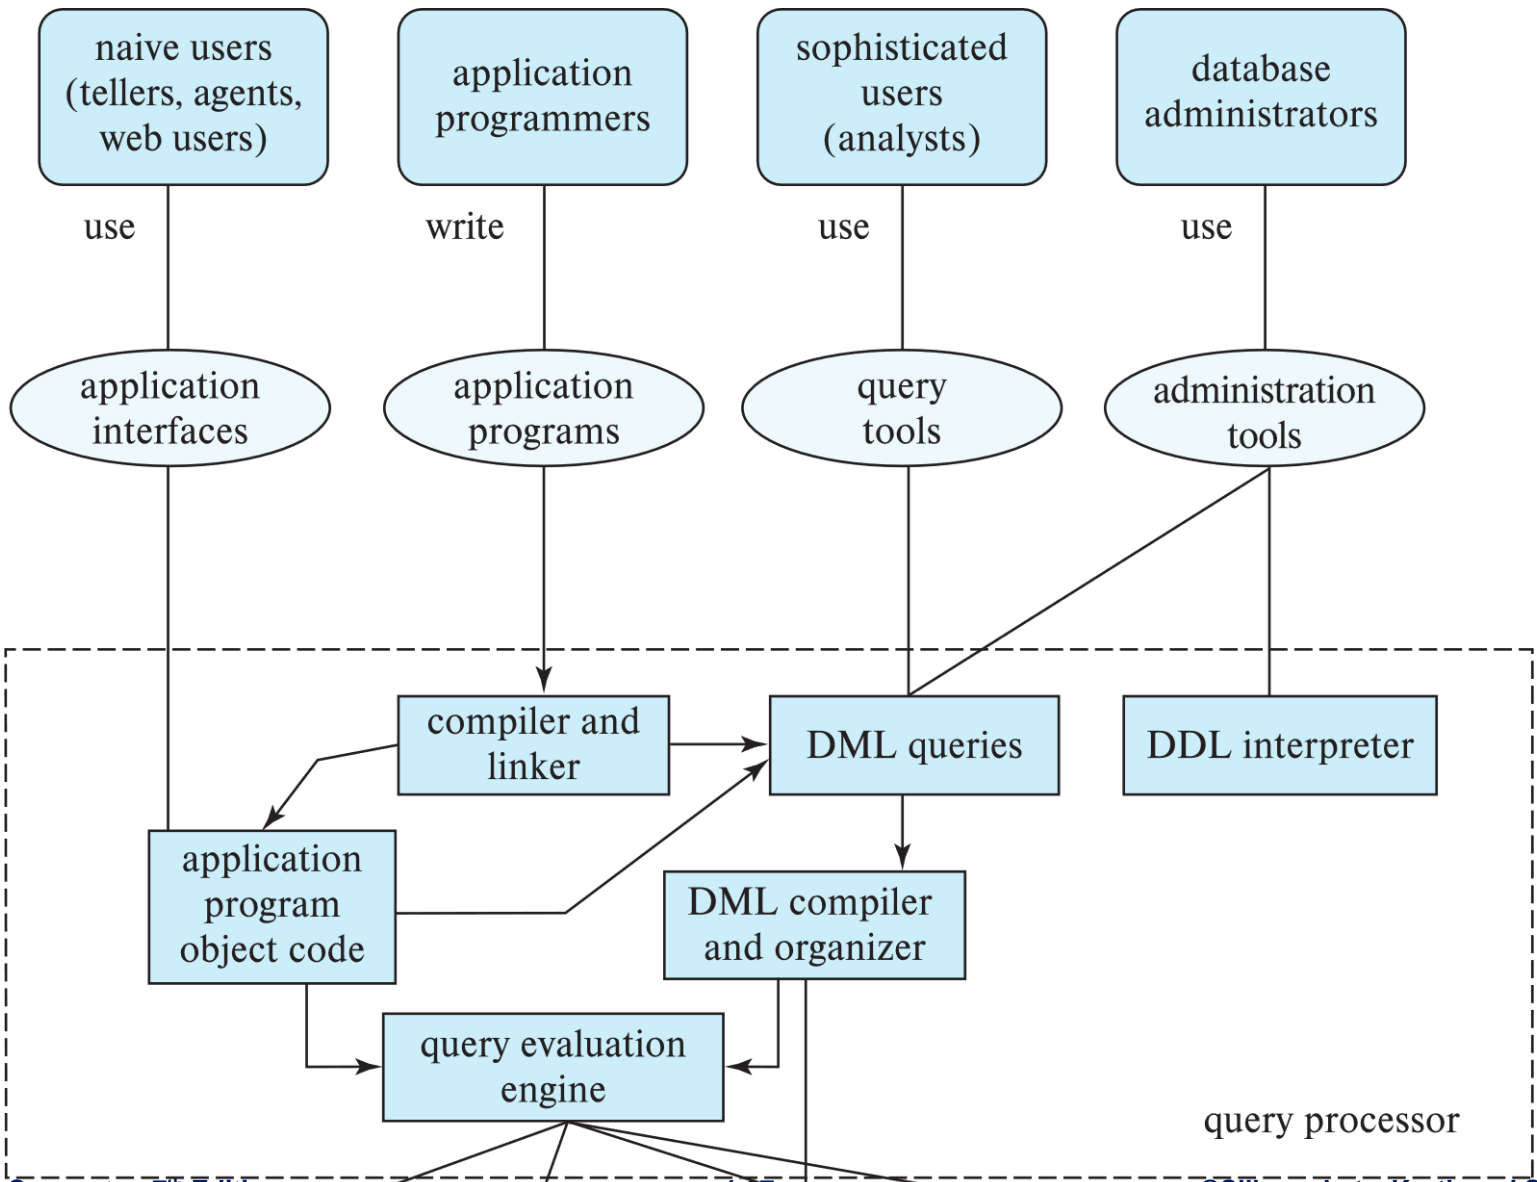 naive users
(tellers, agents,
web users)
application
programmers
sophisticated
users
(analysts)
database
administrators
use
write
use
use
application
interfaces
application
programs
query
tools
administration
tools
compiler and
linker
DML queries
DDL interpreter
application
program
object code
DML compiler
and organizer
query evaluation
engine
query processor